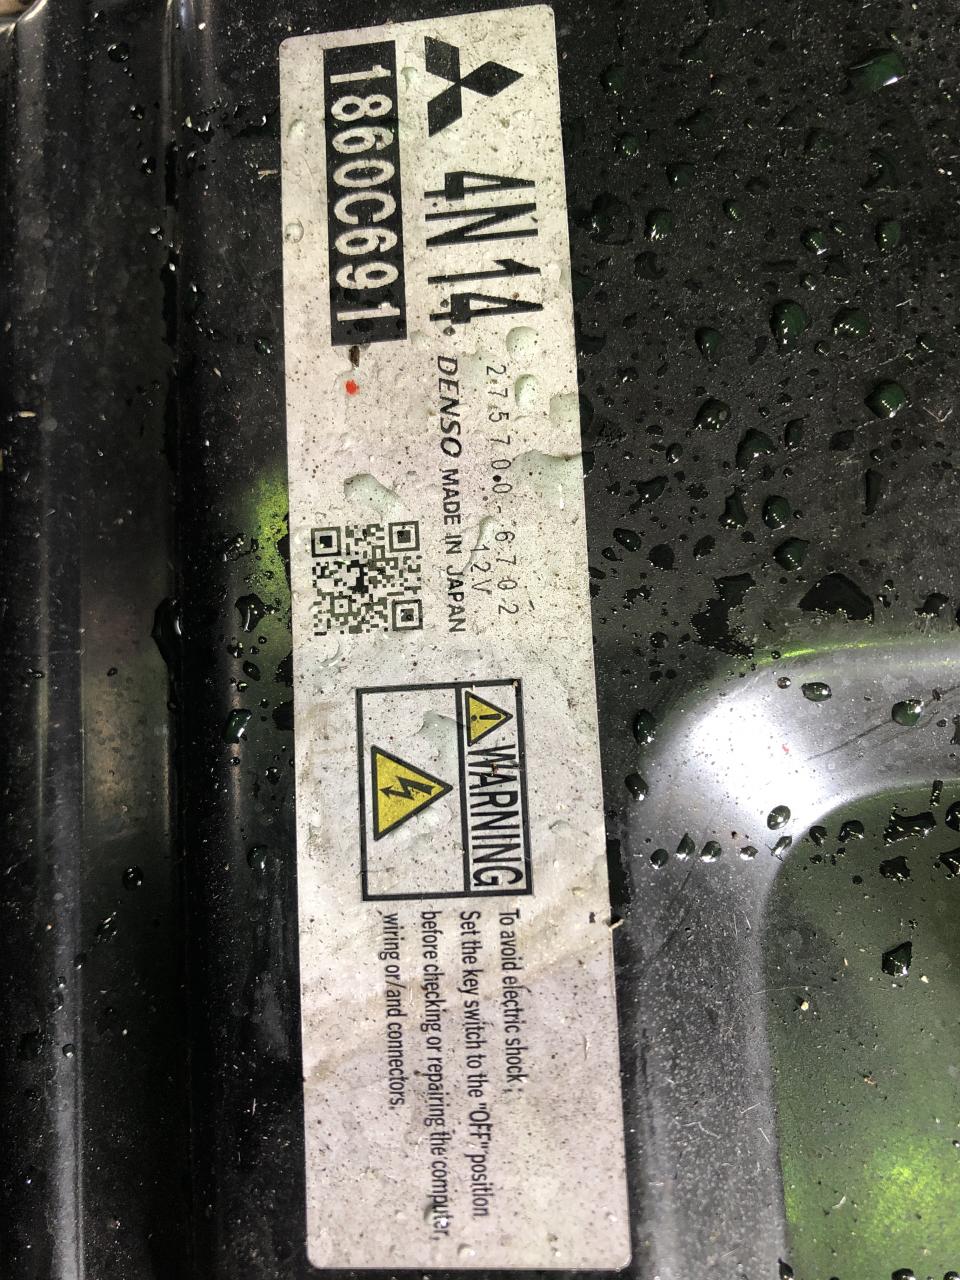 4N14
1860C691
275700-6702
12V
DENSO MADE IN JAPAN
WARNING
To avoid electric shock,
Set the key switch to the "OFF" position
before checking or repairing the computer,
wiring or/and connectors.